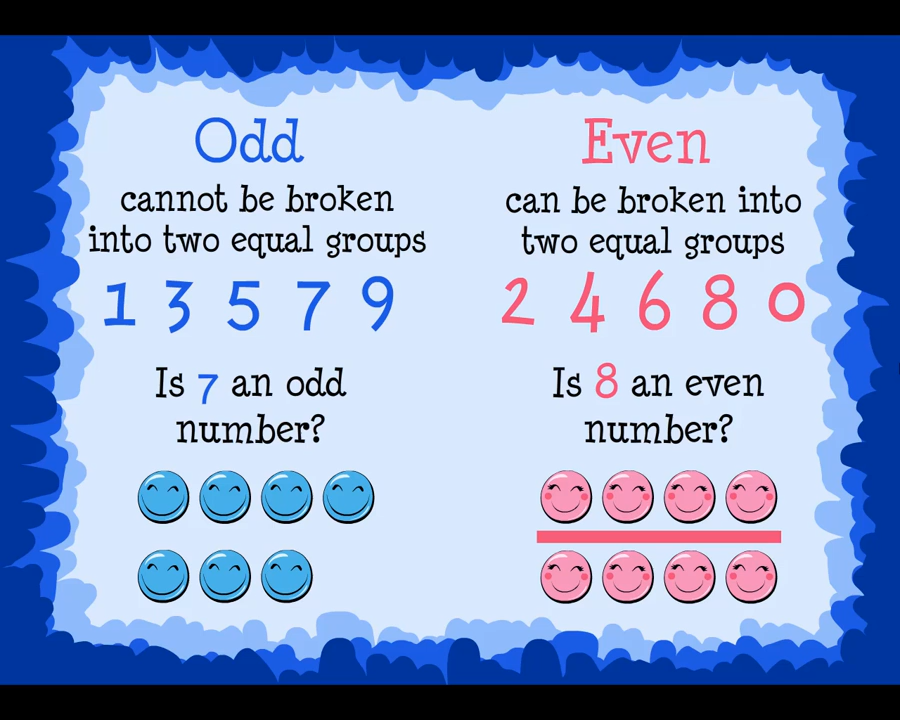 Odd
cannot be broken
into two equal groups
1 3 5 7 9
Is 7 an odd
number?
Even
can be broken into
two equal groups
2 4 6 8 0
Is 8 an even
number?